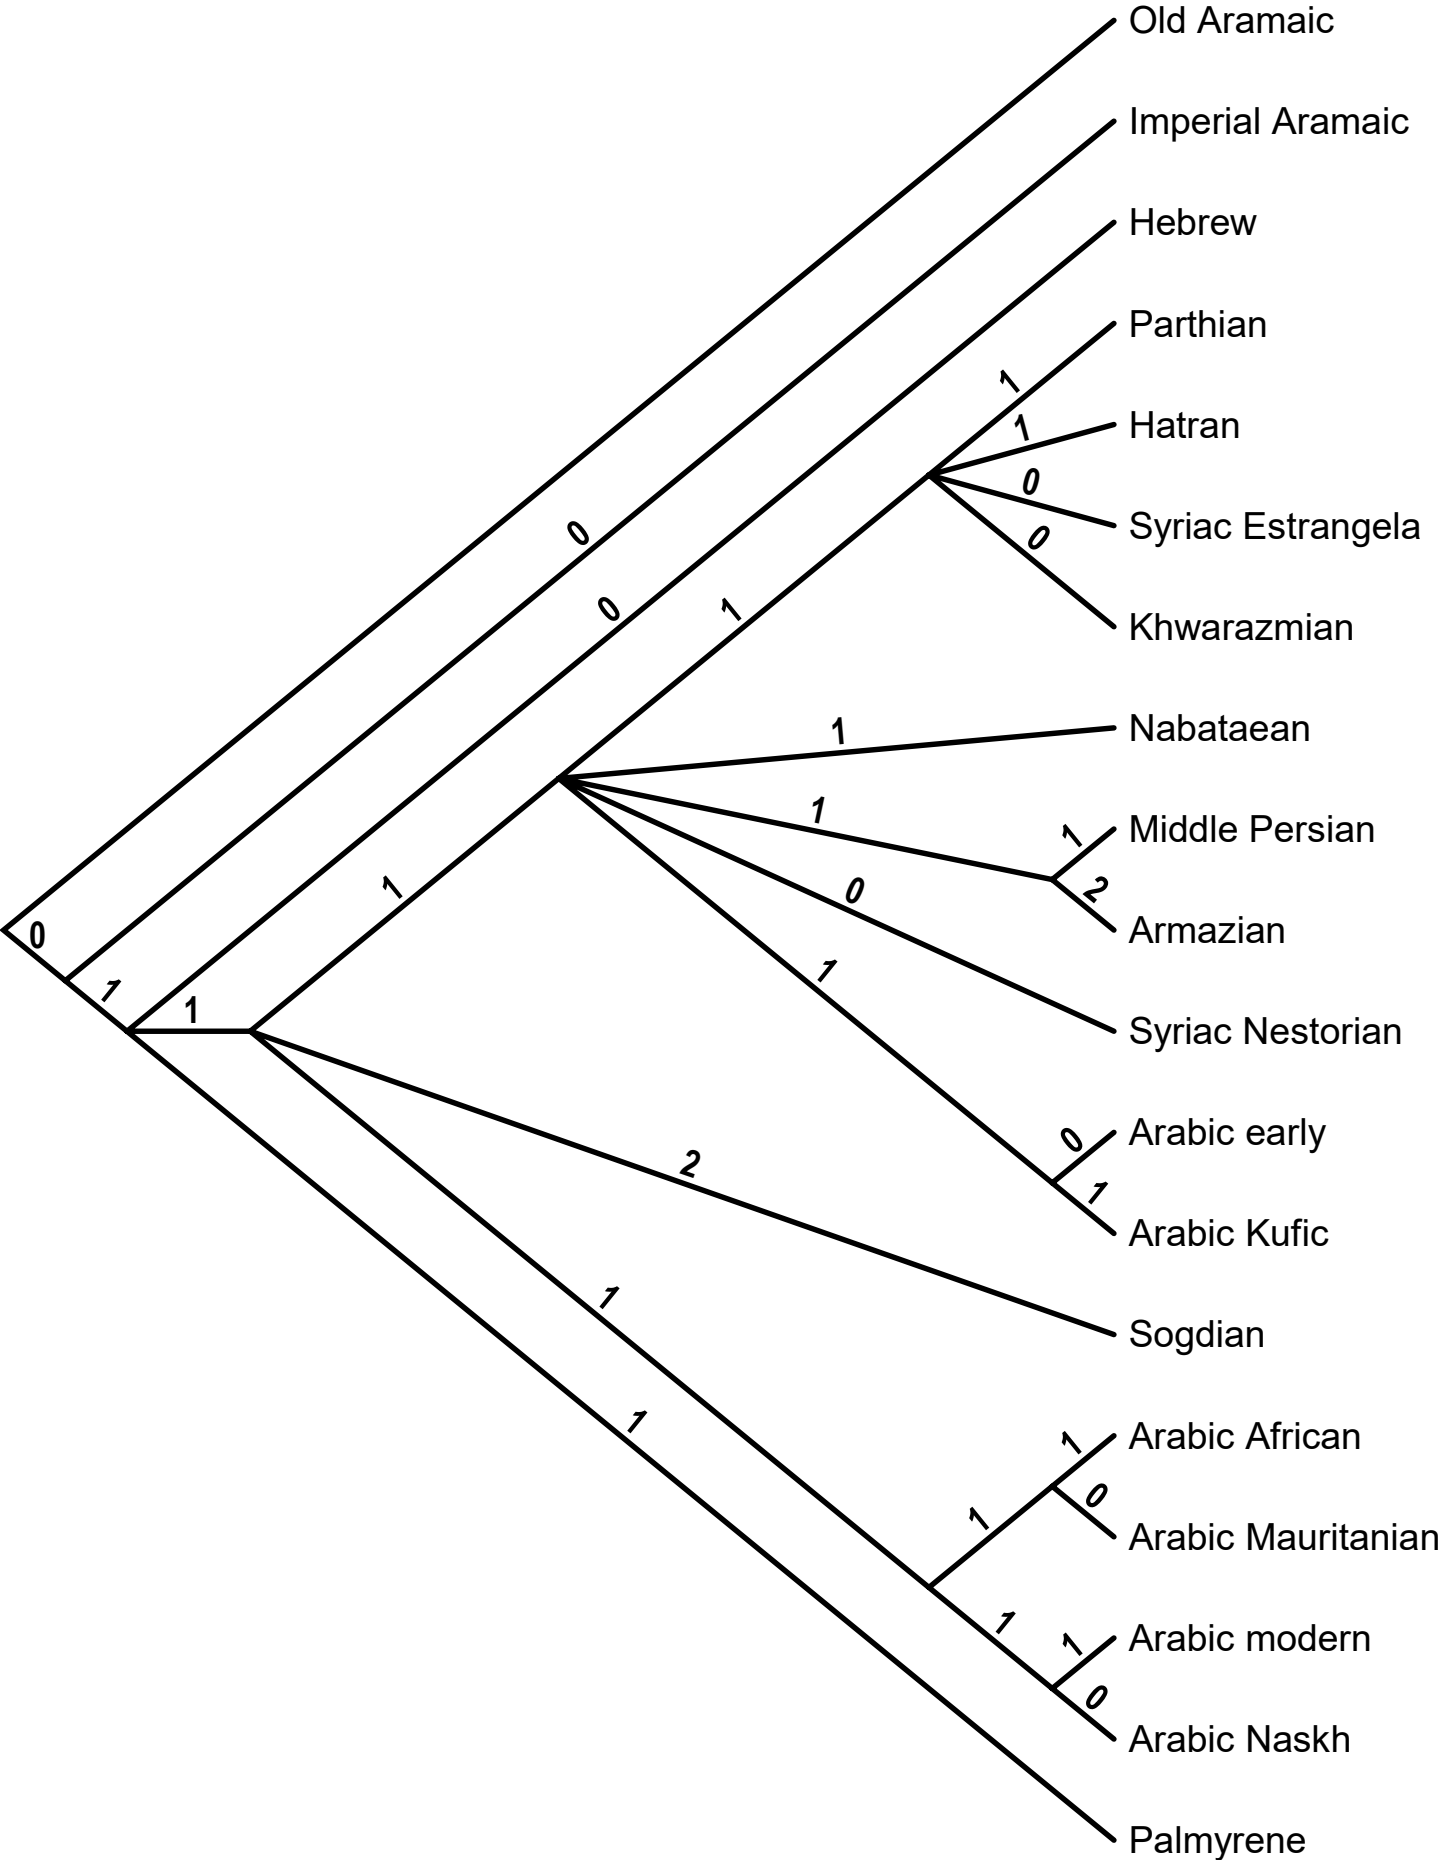 Old Aramaic
Imperial Aramaic
Hebrew
Parthian
1
Hatran
1
0
Syriac Estrangela
0
0
Khwarazmian
0
1
Nabataean
1
1
Middle Persian
1
1
2
0
Armazian
0
1
1
1
Syriac Nestorian
0
Arabic early
1
Arabic Kufic
2
1
Sogdian
1
1
Arabic African
0
1
Arabic Mauritanian
1
1
Arabic modern
0
Arabic Naskh
Palmyrene